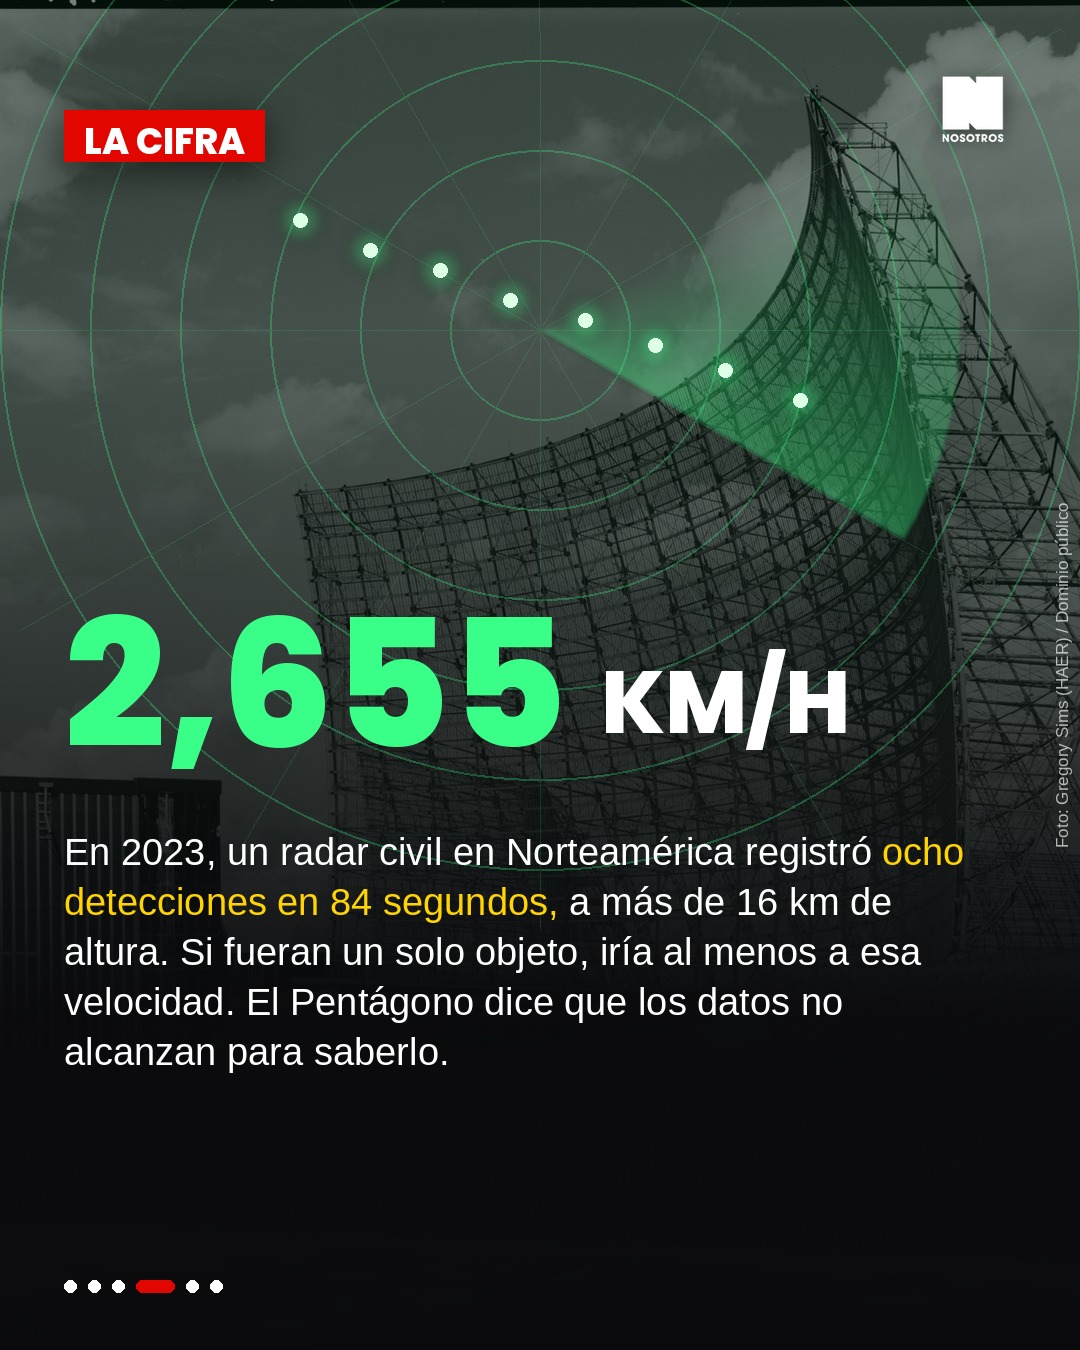 LA CIFRA
NOSOTROS
2,655 KM/H
En 2023, un radar civil en Norteamérica registró ocho
detecciones en 84 segundos, a más de 16 km de
altura. Si fueran un solo objeto, iría al menos a esa
velocidad. El Pentágono dice que los datos no
alcanzan para saberlo.
Foto: Gregory Sims (HAER) / Dominio público